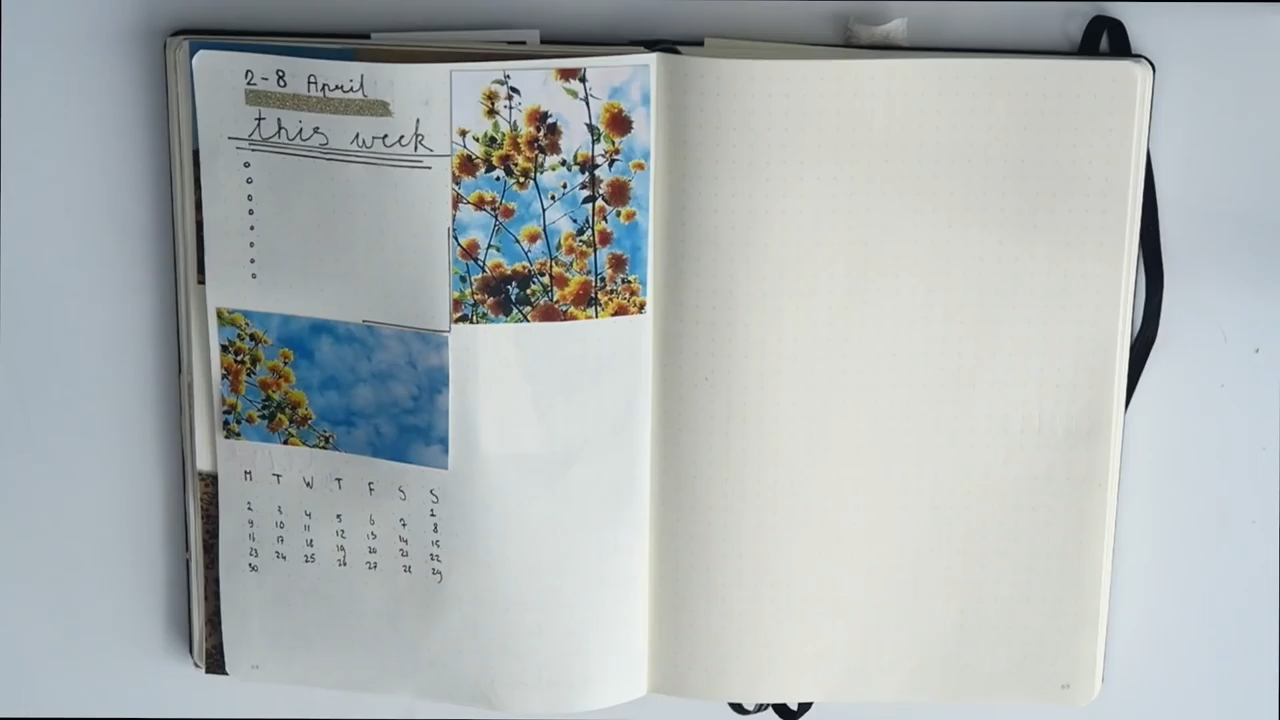 2-8 April
this week
M T W T F S S
1
2 3 4 5 6 7 8
9 10 11 12 13 14 15
16 17 18 19 20 21 22
23 24 25 26 27 28 29
30